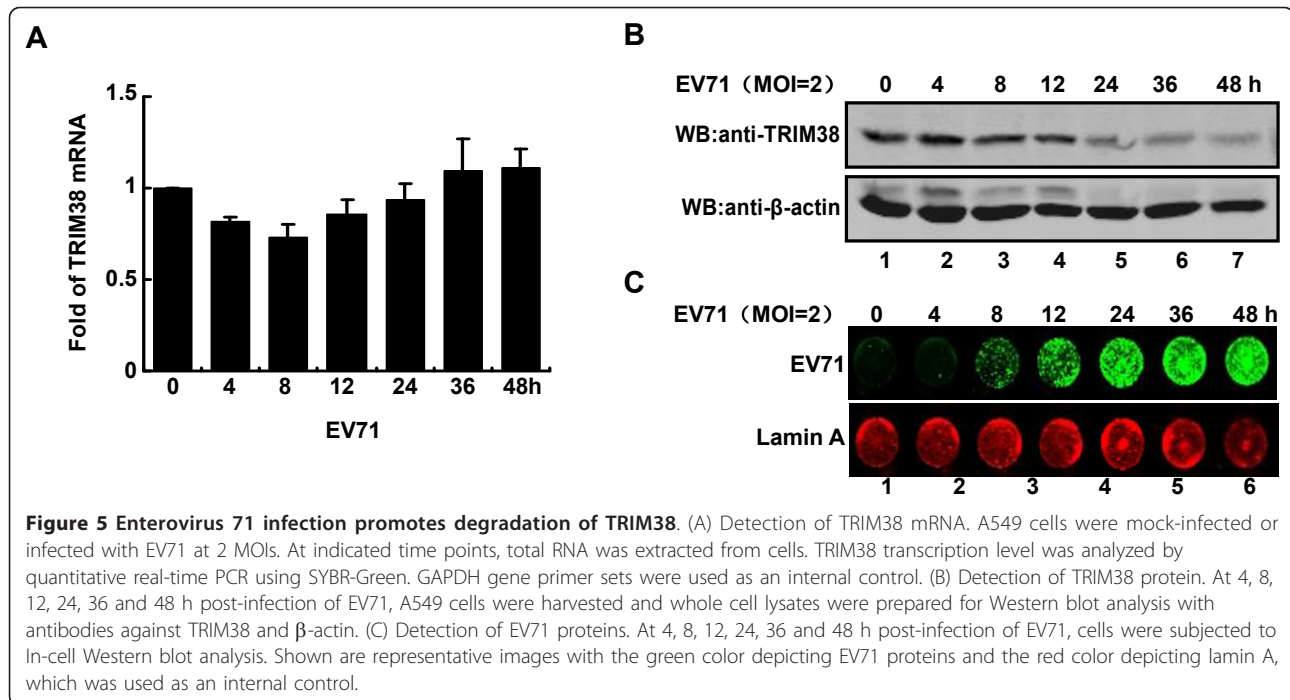 A
1.5
1
0.5
0
Fold of TRIM38 mRNA
0 4 8 12 24 36 48h
EV71
B
EV71（MOI=2） 0 4 8 12 24 36 48 h
WB:anti-TRIM38
WB:anti-β-actin
1 2 3 4 5 6 7
C
EV71（MOI=2） 0 4 8 12 24 36 48 h
EV71
Lamin A
1 2 3 4 5 6
Figure 5 Enterovirus 71 infection promotes degradation of TRIM38. (A) Detection of TRIM38 mRNA. A549 cells were mock-infected or
infected with EV71 at 2 MOIs. At indicated time points, total RNA was extracted from cells. TRIM38 transcription level was analyzed by
quantitative real-time PCR using SYBR-Green. GAPDH gene primer sets were used as an internal control. (B) Detection of TRIM38 protein. At 4, 8,
12, 24, 36 and 48 h post-infection of EV71, A549 cells were harvested and whole cell lysates were prepared for Western blot analysis with
antibodies against TRIM38 and β-actin. (C) Detection of EV71 proteins. At 4, 8, 12, 24, 36 and 48 h post-infection of EV71, cells were subjected to
In-cell Western blot analysis. Shown are representative images with the green color depicting EV71 proteins and the red color depicting lamin A,
which was used as an internal control.